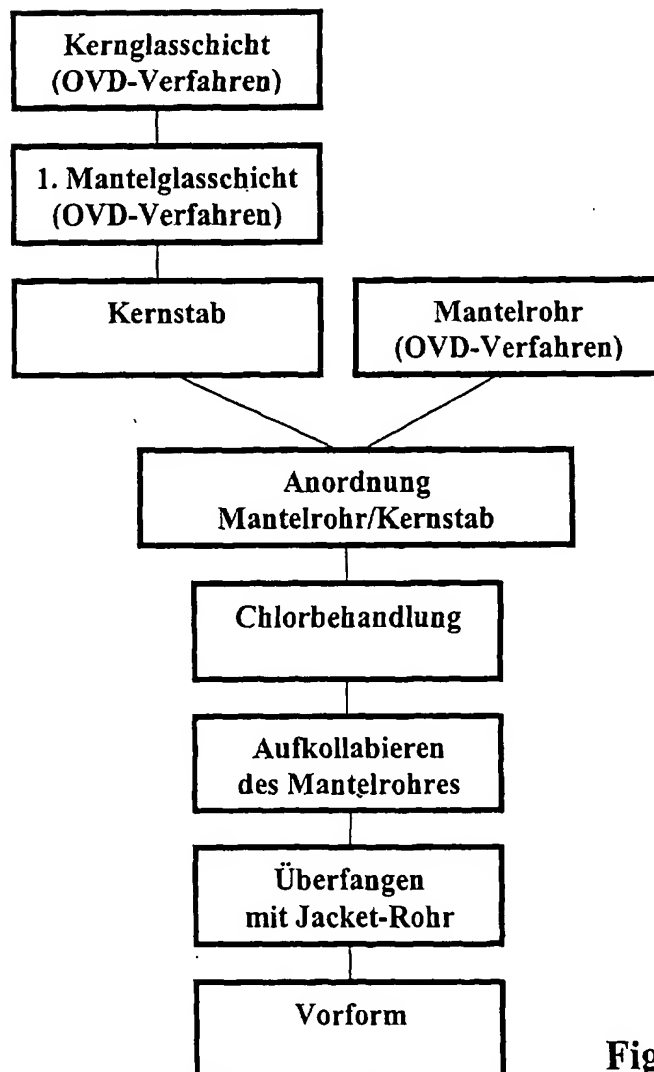 Kernglasschicht
(OVD-Verfahren)
1. Mantelglasschicht
(OVD-Verfahren)
Kernstab
Mantelrohr
(OVD-Verfahren)
Anordnung
Mantelrohr/Kernstab
Chlorbehandlung
Aufkollabieren
des Mantelrohres
Überfangen
mit Jacket-Rohr
Vorform
Fig